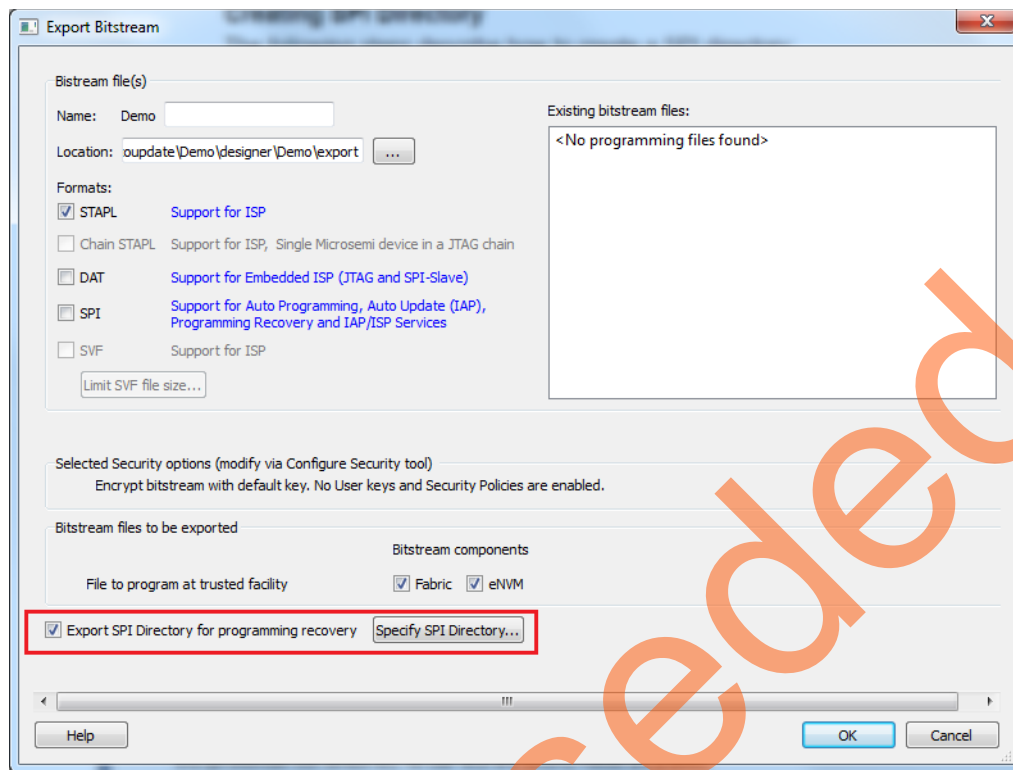 Creating SPI Directory
Export Bitstream
Bistream file(s)
Name: Demo
Location: oupdate\Demo\designer\Demo\export ...
Formats:
STAPL Support for ISP
Chain STAPL Support for ISP, Single Microsemi device in a JTAG chain
DAT Support for Embedded ISP (JTAG and SPI-Slave)
SPI Support for Auto Programming, Auto Update (IAP),
Programming Recovery and IAP/ISP Services
SVF Support for ISP
Limit SVF file size...
Existing bitstream files:
<No programming files found>
Selected Security options (modify via Configure Security tool)
Encrypt bitstream with default key. No User keys and Security Policies are enabled.
Bitstream files to be exported
Bitstream components
File to program at trusted facility Fabric eNVM
Export SPI Directory for programming recovery Specify SPI Directory...
Help OK Cancel
eded